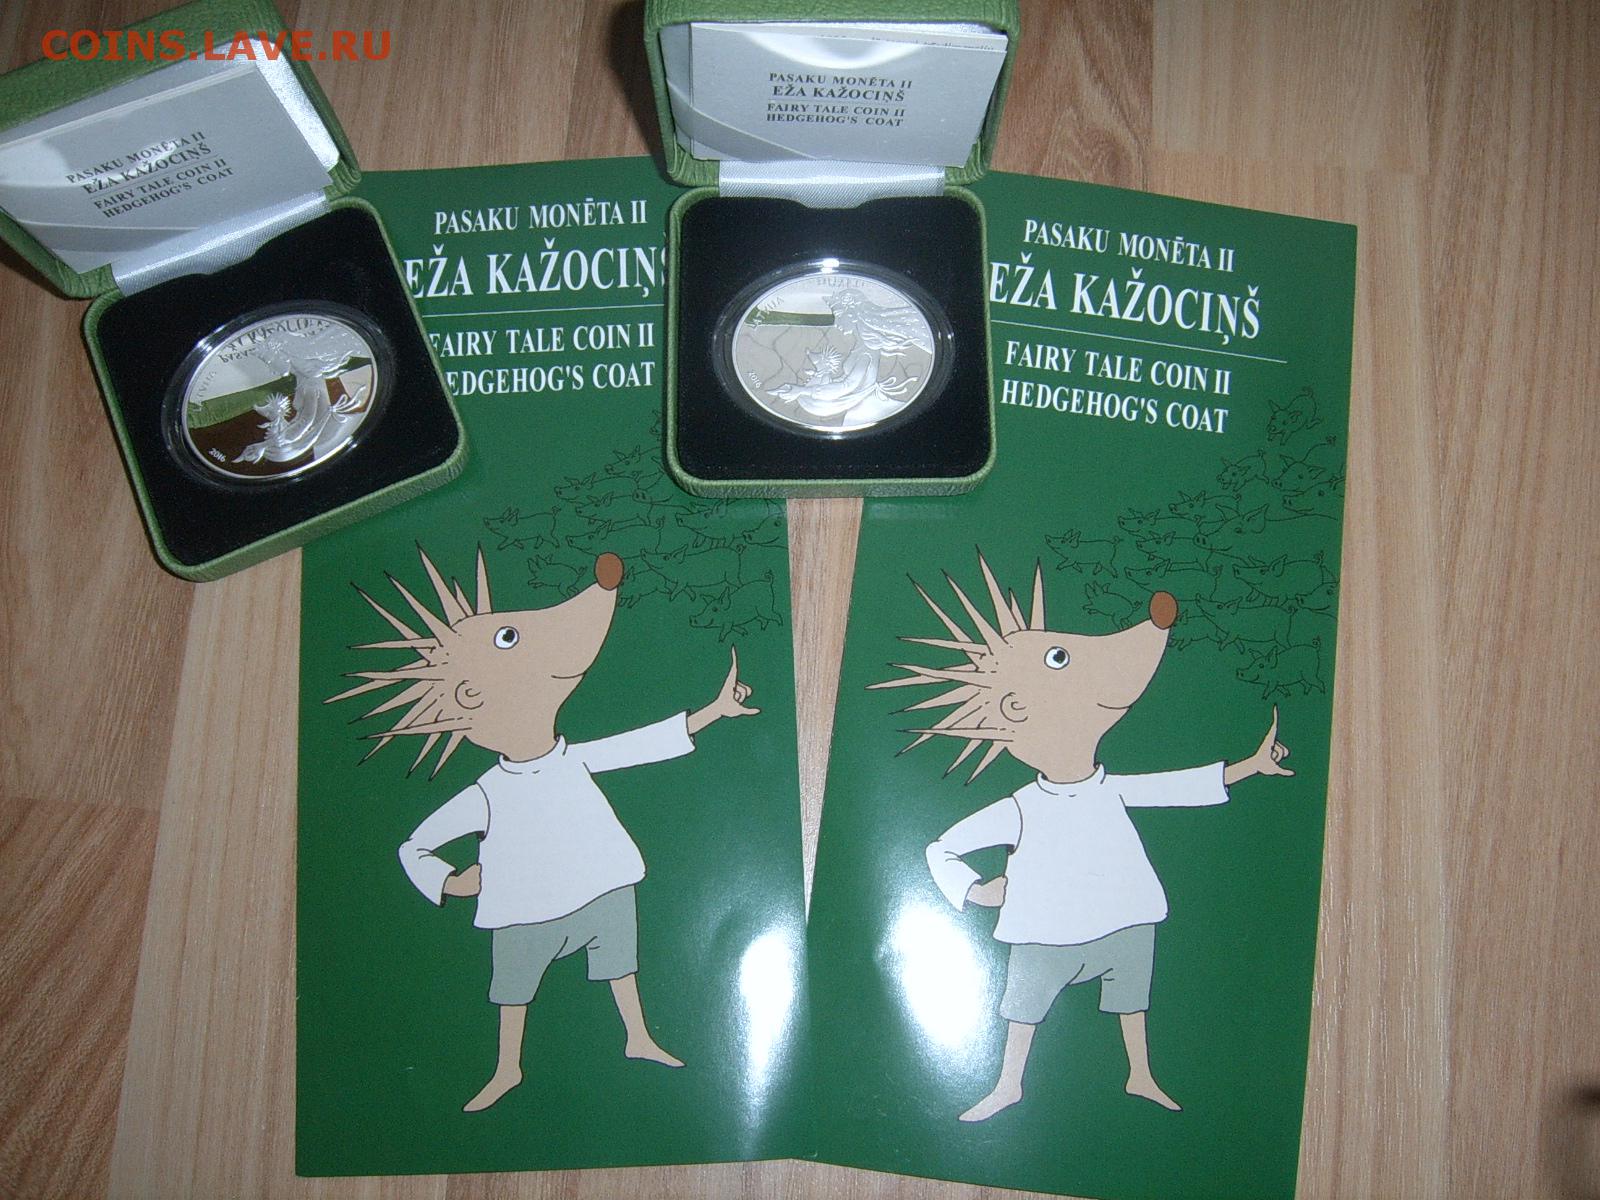 COINS.LAVE.RU
PASAKU MONĒTA II
EŽA KAŽOCIŅŠ
FAIRY TALE COIN II
HEDGEHOG'S COAT
PASAKU MONĒTA II
EŽA KAŽOCIŅŠ
FAIRY TALE COIN II
HEDGEHOG'S COAT
PASAKU MONĒTA II
EŽA KAŽOCIŅŠ
FAIRY TALE COIN II
HEDGEHOG'S COAT
PASAKU MONĒTA II
EŽA KAŽOCIŅŠ
FAIRY TALE COIN II
HEDGEHOG'S COAT
LATVIJA
2016
LATVIJA
2016